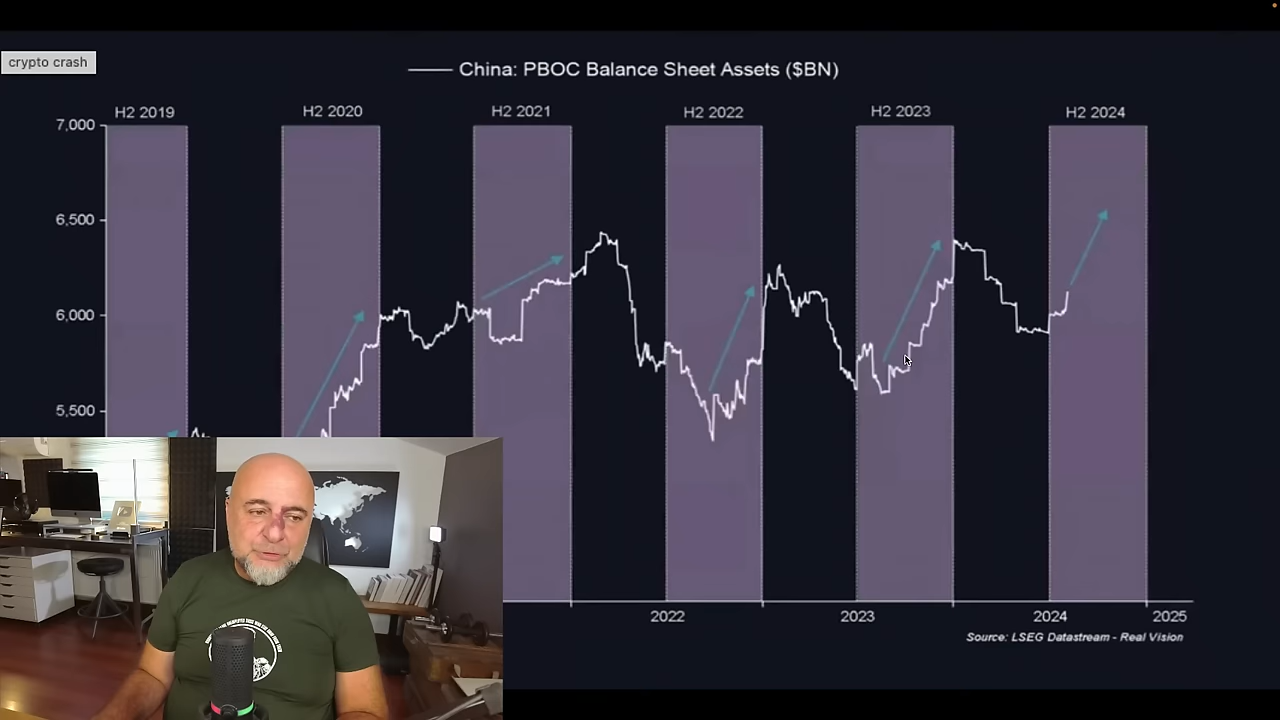 crypto crash
China: PBOC Balance Sheet Assets ($BN)
H2 2019 H2 2020 H2 2021 H2 2022 H2 2023 H2 2024
7,000
6,500
6,000
5,500
2022 2023 2024 2025
Source: LSEG Datastream - Real Vision